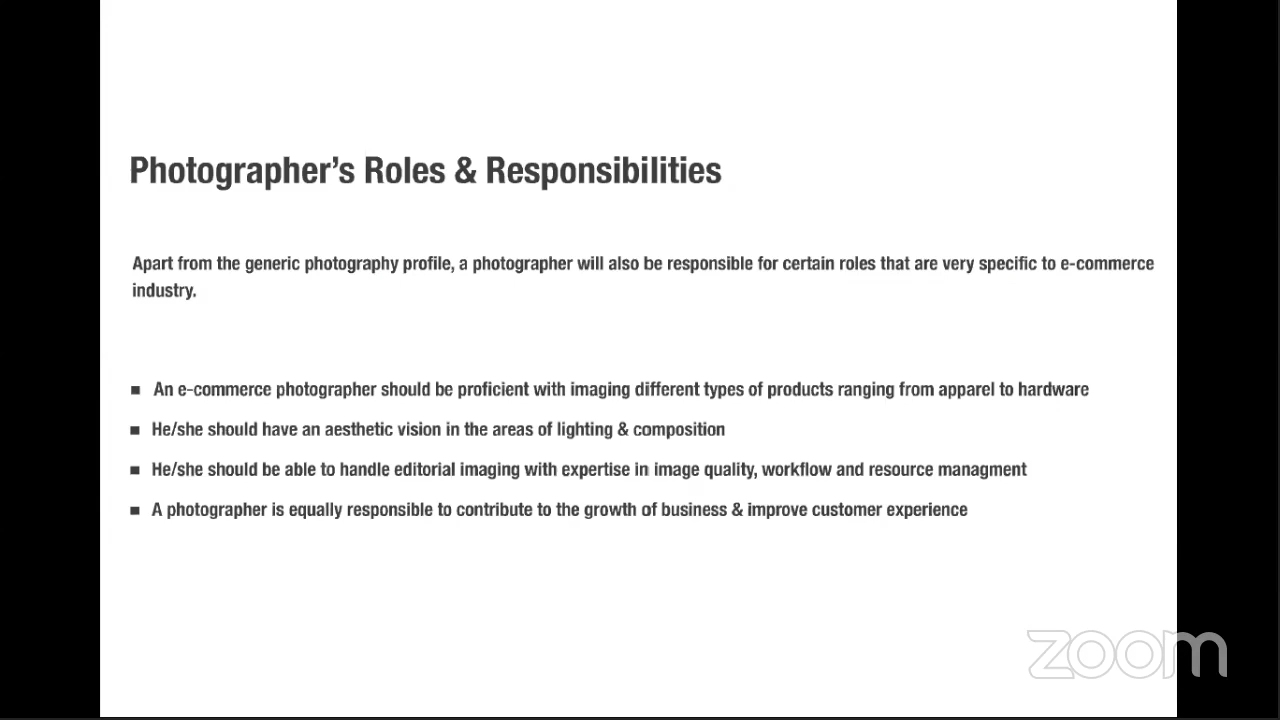 Photographer's Roles & Responsibilities
Apart from the generic photography profile, a photographer will also be responsible for certain roles that are very specific to e-commerce
industry.
■ An e-commerce photographer should be proficient with imaging different types of products ranging from apparel to hardware
■ He/she should have an aesthetic vision in the areas of lighting & composition
■ He/she should be able to handle editorial imaging with expertise in image quality, workflow and resource managment
■ A photographer is equally responsible to contribute to the growth of business & improve customer experience
zoom